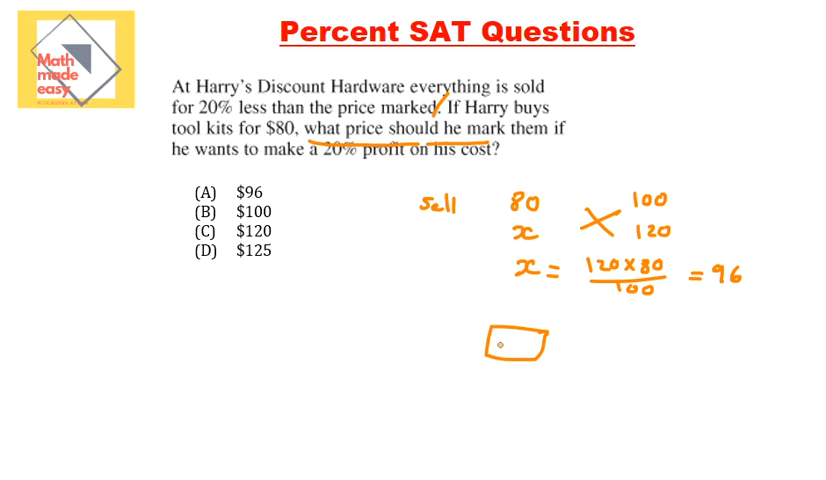 Percent SAT Questions
Math
made
easy
At Harry's Discount Hardware everything is sold
for 20% less than the price marked. If Harry buys
tool kits for $80, what price should he mark them if
he wants to make a 20% profit on his cost?
(A) $96
(B) $100
(C) $120
(D) $125
sell 80 100
x 120
x = 120 x 80 = 96
100